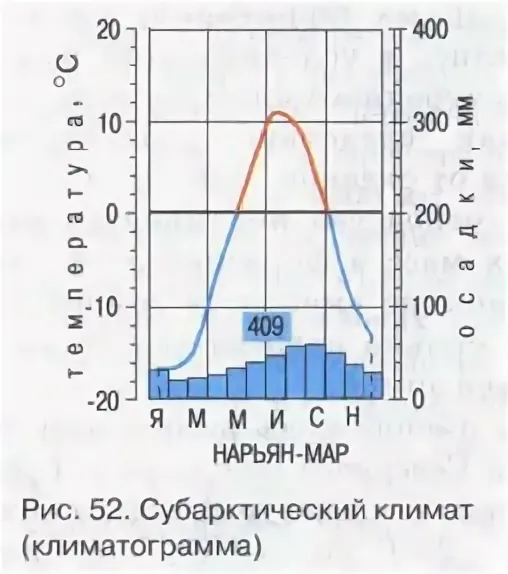 температура, °C
20
10
0
-10
-20
400
300
200
100
0
осадки, мм
409
Я М М И С Н
НАРЬЯН-МАР
Рис. 52. Субарктический климат
(климатограмма)